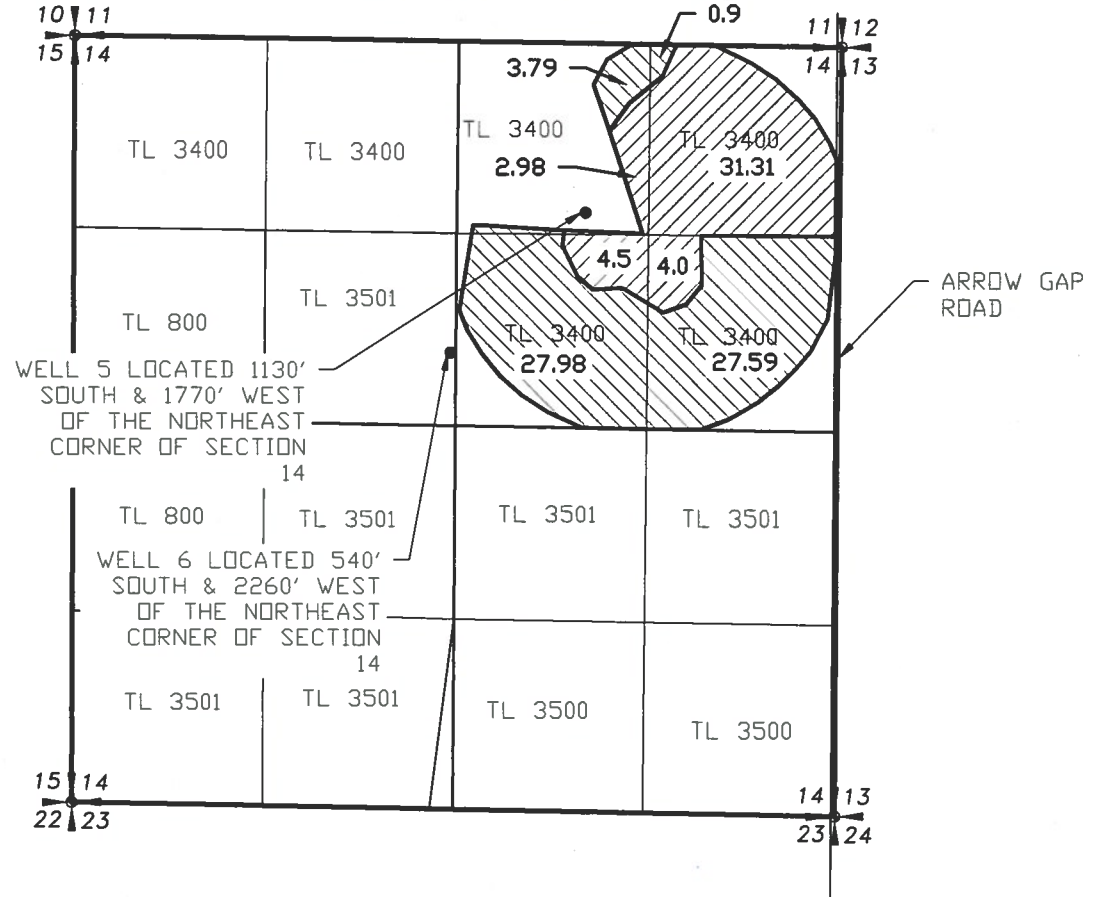 10 11
15 14
0.9
11 12
14 13
3.79
TL 3400
TL 3400
TL 3400
TL 3400
31.31
2.98
4.5
4.0
ARROW GAP
ROAD
TL 3501
TL 800
TL 3400
27.98
TL 3400
27.59
WELL 5 LOCATED 1130'
SOUTH & 1770' WEST
OF THE NORTHEAST
CORNER OF SECTION
14
TL 800
TL 3501
TL 3501
TL 3501
WELL 6 LOCATED 540'
SOUTH & 2260' WEST
OF THE NORTHEAST
CORNER OF SECTION
14
TL 3501
TL 3501
TL 3500
TL 3500
15 14
22 23
14 13
23 24